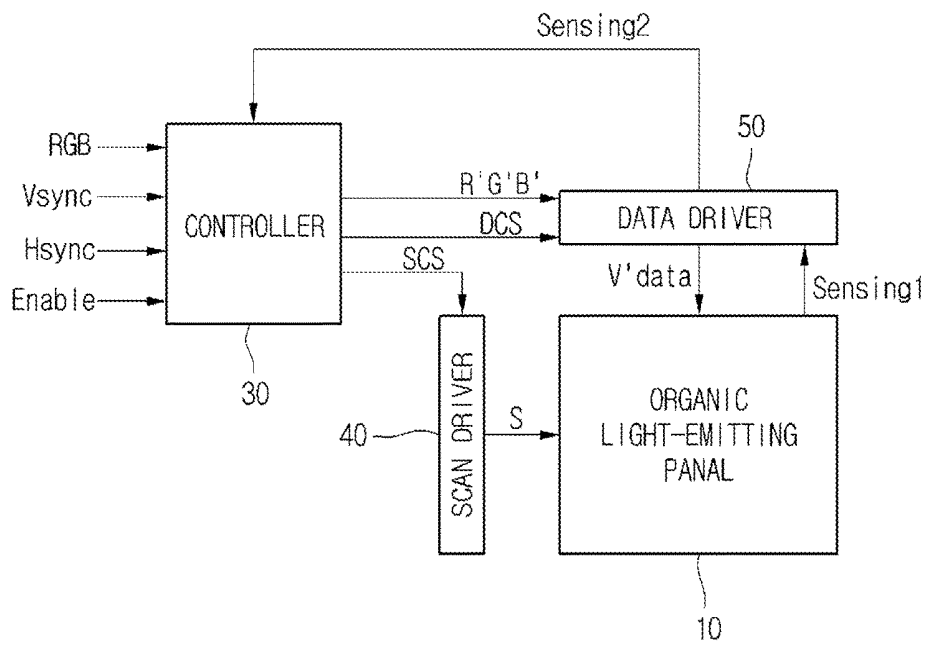 Sensing2
RGB
Vsync
Hsync
Enable
CONTROLLER
30
R'G'B'
DCS
SCS
50
DATA DRIVER
V'data
Sensing1
40
SCAN DRIVER
S
ORGANIC
LIGHT-EMITTING
PANAL
10